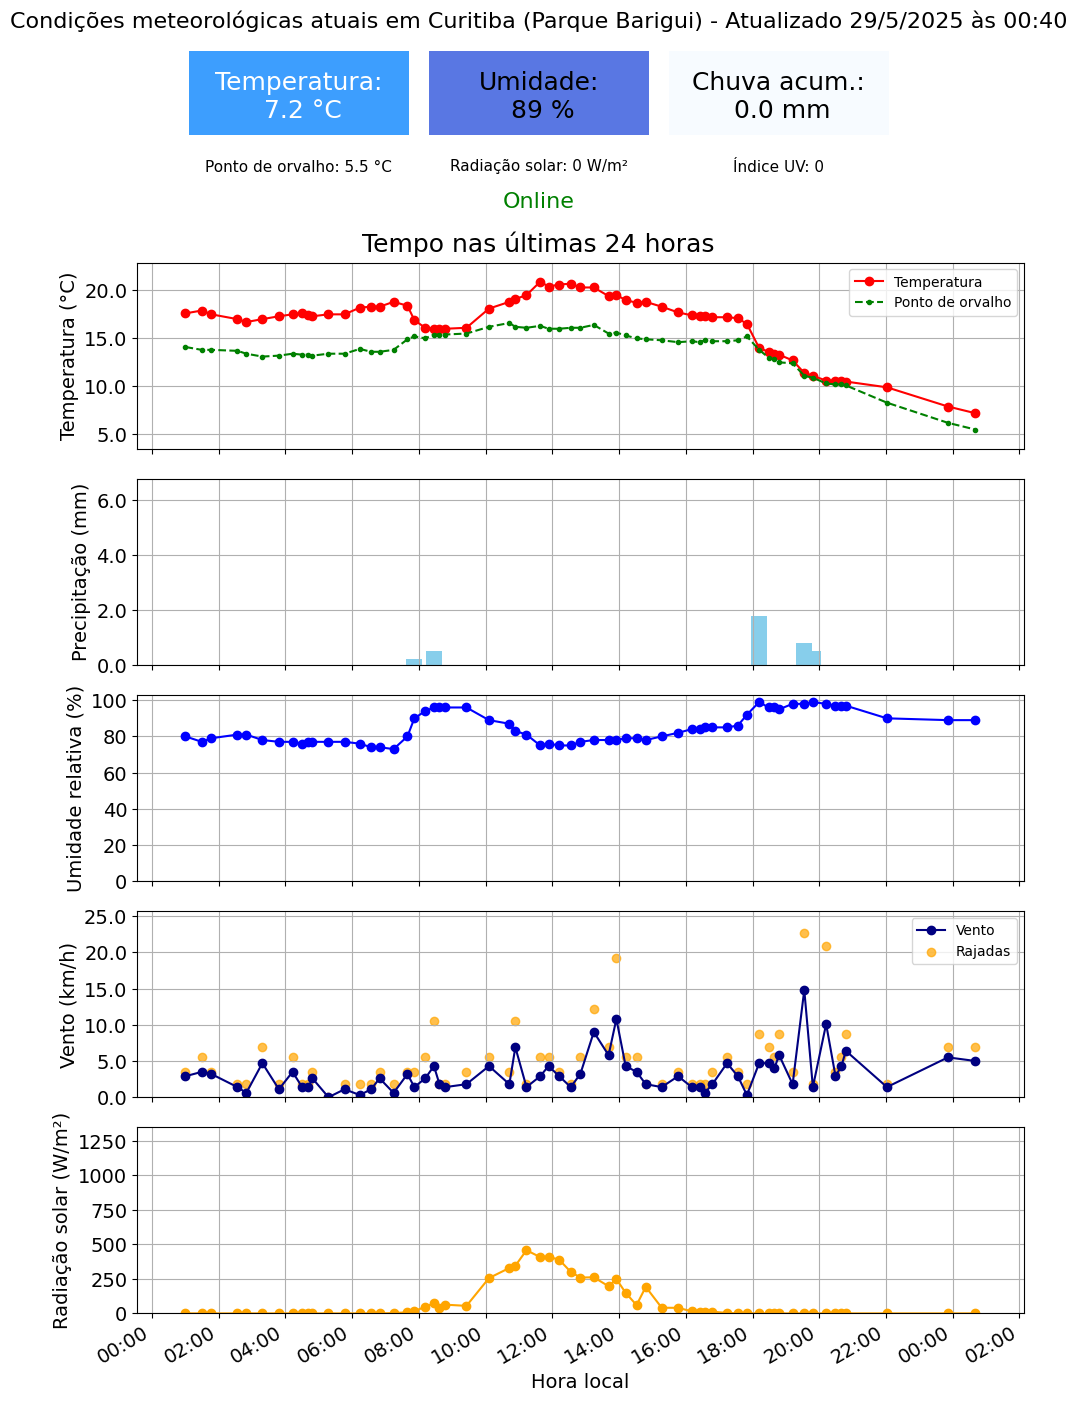 Condições meteorológicas atuais em Curitiba (Parque Barigui) - Atualizado 29/5/2025 às 00:40
Temperatura:
7.2 °C
Umidade:
89 %
Chuva acum.:
0.0 mm
Ponto de orvalho: 5.5 °C
Radiação solar: 0 W/m²
Índice UV: 0
Online
Tempo nas últimas 24 horas
Temperatura (°C)
20.0
15.0
10.0
5.0
Temperatura
Ponto de orvalho
Precipitação (mm)
6.0
4.0
2.0
0.0
Umidade relativa (%)
100
80
60
40
20
0
Vento (km/h)
25.0
20.0
15.0
10.0
5.0
0.0
Vento
Rajadas
Radiação solar (W/m²)
1250
1000
750
500
250
0
00:00 02:00 04:00 06:00 08:00 10:00 12:00 14:00 16:00 18:00 20:00 22:00 00:00 02:00
Hora local